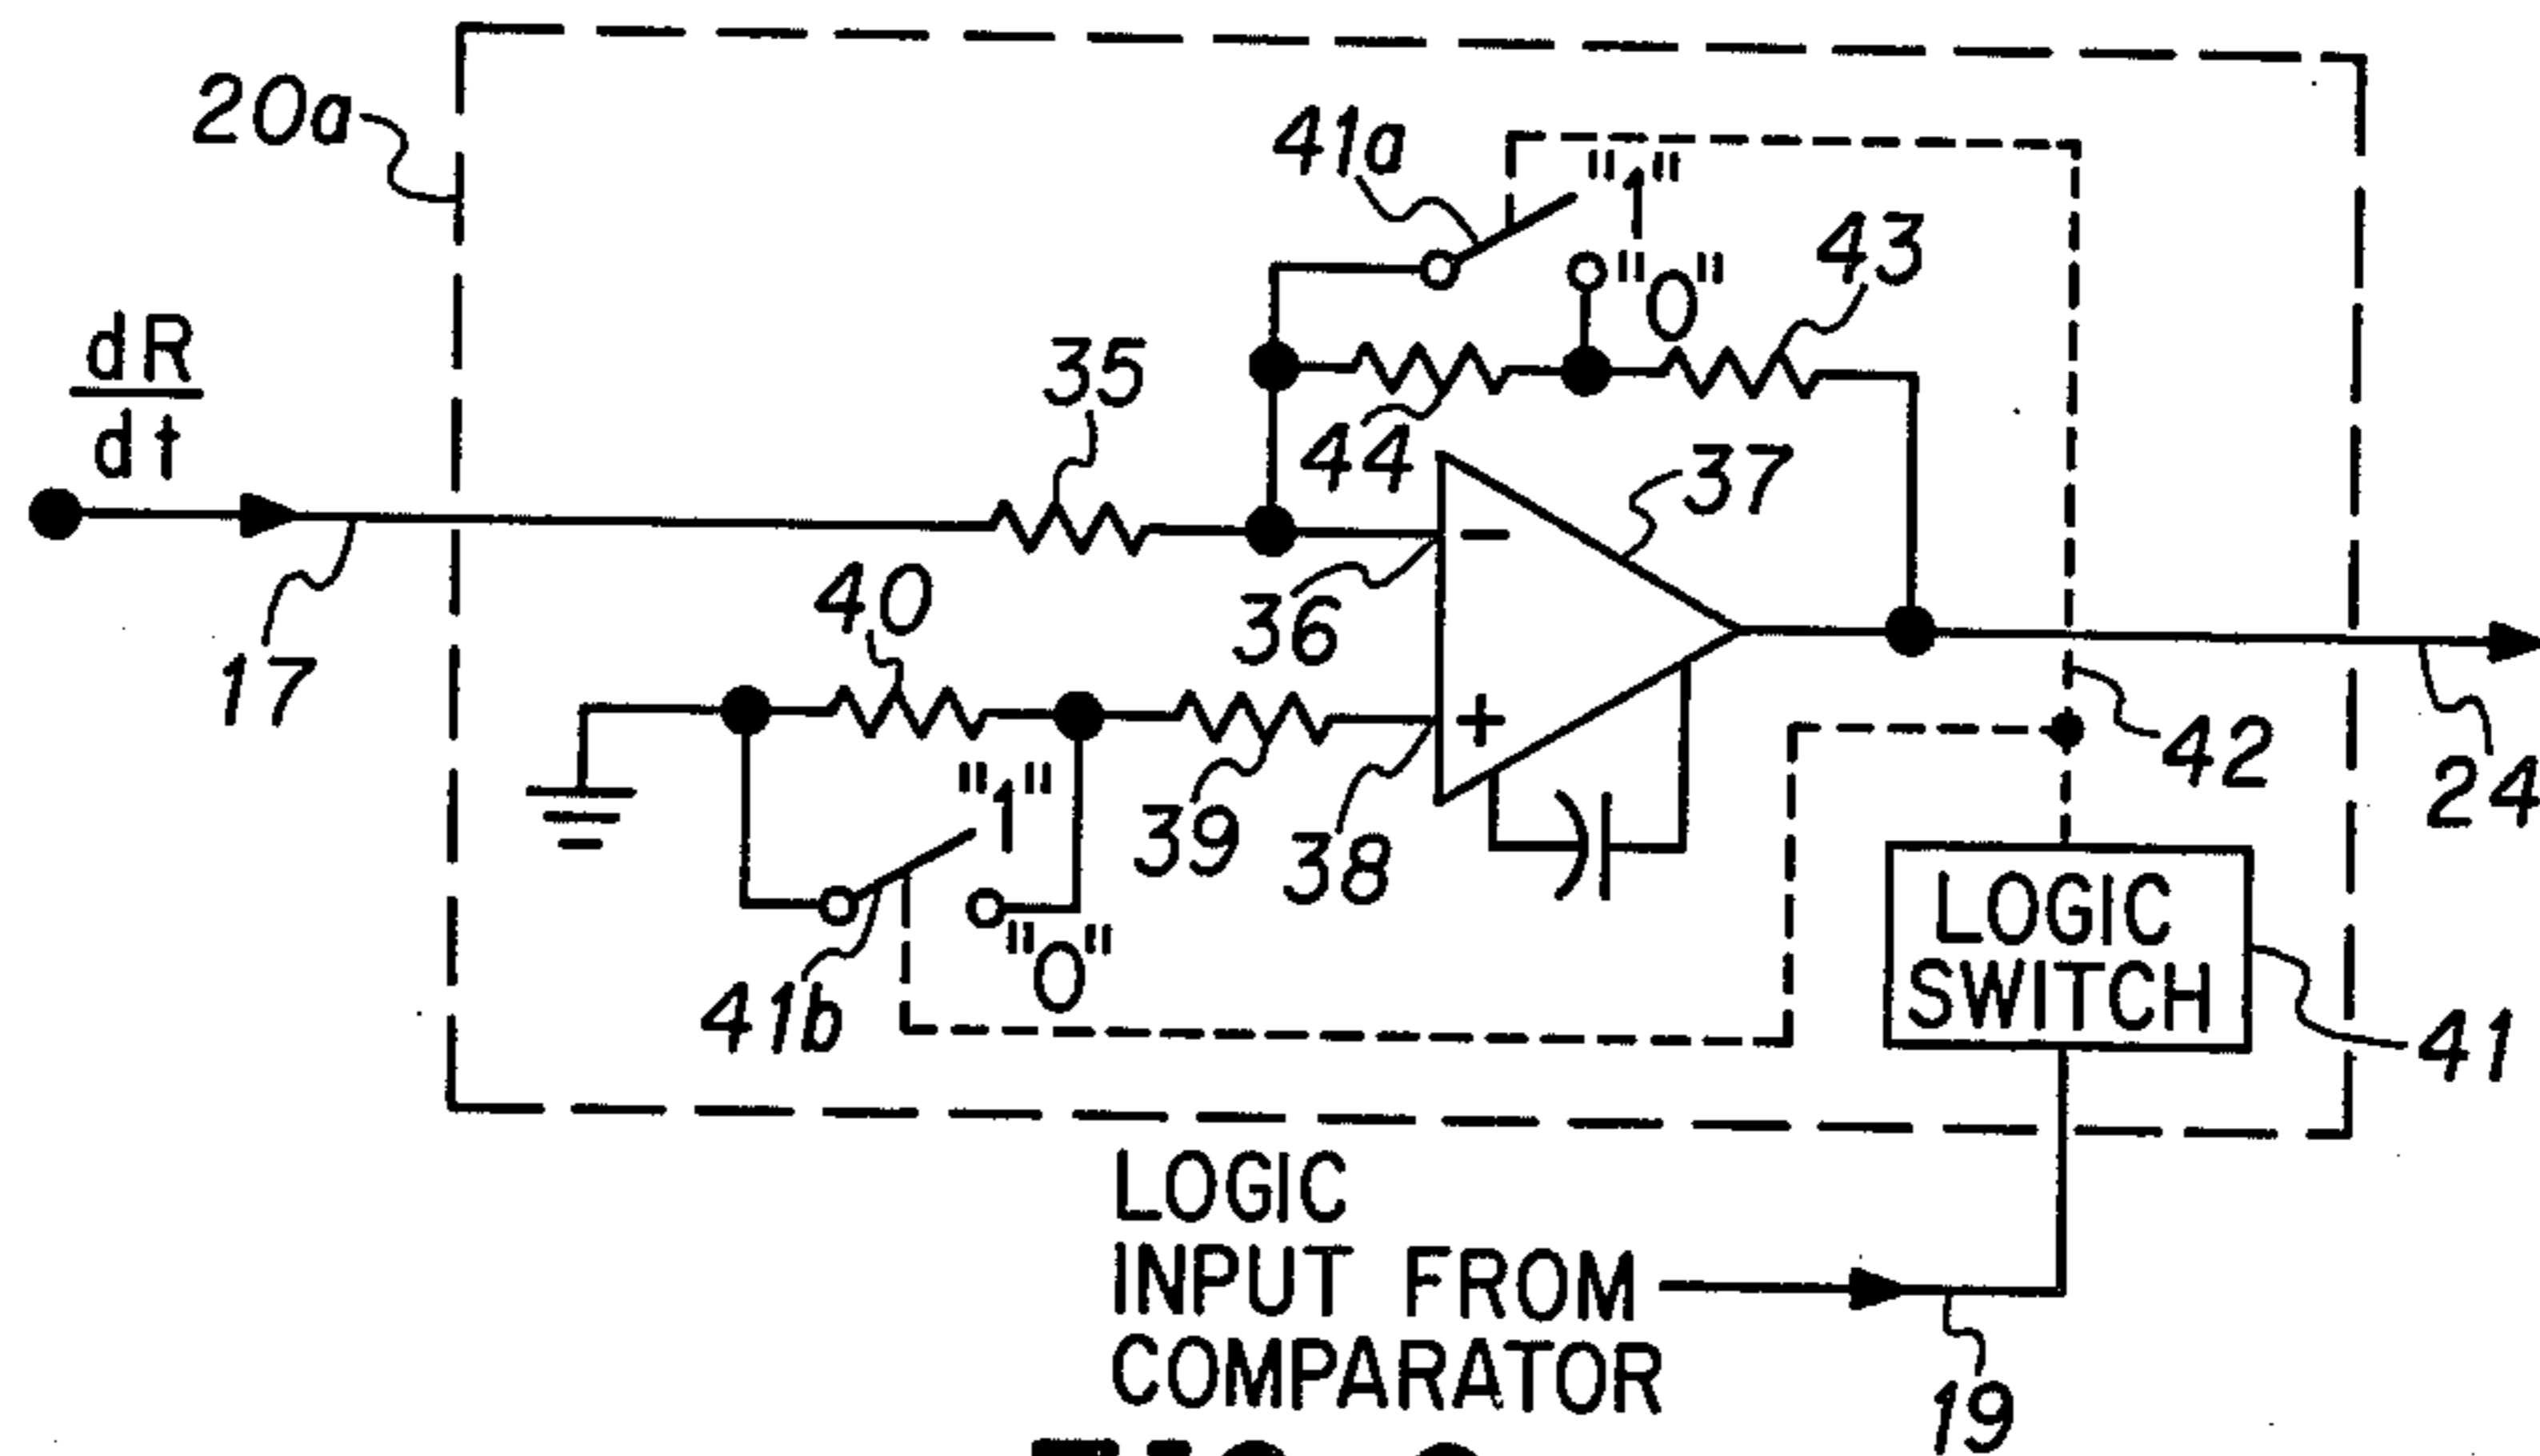 20a
41a
"1"
"0"
43
dR
dt
35
44
37
36
40
17
"1"
39
38
42
24
"0"
41b
LOGIC
SWITCH
41
LOGIC
INPUT FROM
COMPARATOR
19